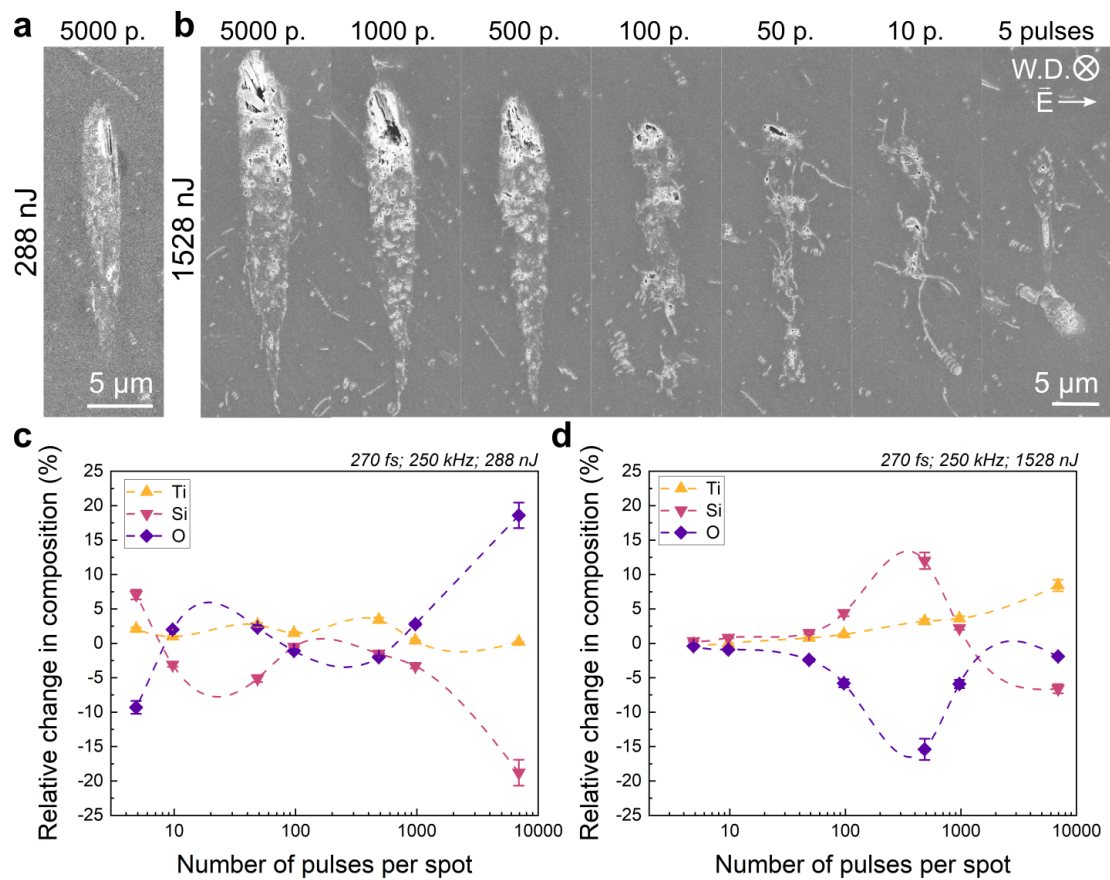 a b
5000 p. 5000 p. 1000 p. 500 p. 100 p. 50 p. 10 p. 5 pulses
W.D.⊗
E⃗ →
288 nJ
1528 nJ
5 µm 5 µm
c
270 fs; 250 kHz; 288 nJ
Relative change in composition (%)
25
20
15
10
5
0
-5
-10
-15
-20
-25
Ti
Si
O
10 100 1000 10000
Number of pulses per spot
d
270 fs; 250 kHz; 1528 nJ
Relative change in composition (%)
25
20
15
10
5
0
-5
-10
-15
-20
-25
Ti
Si
O
10 100 1000 10000
Number of pulses per spot